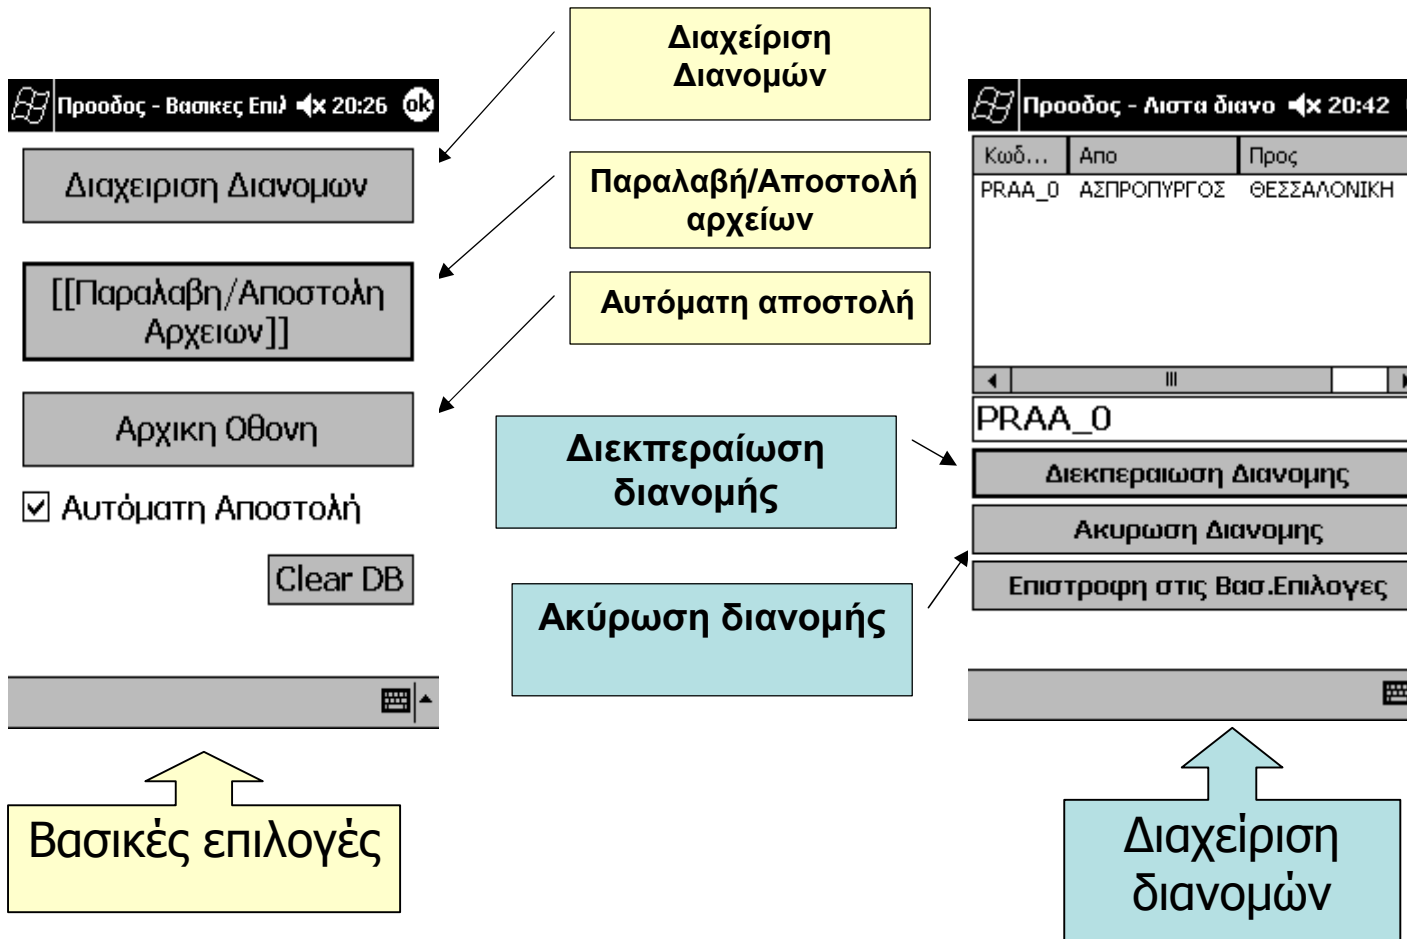 Διαχείριση
Διανομών
Προοδος - Βασικες Επιλ 20:26 ok
Διαχειριση Διανομων
[[Παραλαβη/Αποστολη
Αρχειων]]
Αρχικη Οθονη
Αυτόματη Αποστολή
Clear DB
Παραλαβή/Αποστολή
αρχείων
Αυτόματη αποστολή
Διεκπεραίωση
διανομής
Ακύρωση διανομής
Προοδος - Λιστα διανο 20:42
Κωδ... Απο Προς
PRAA_0 ΑΣΠΡΟΠΥΡΓΟΣ ΘΕΣΣΑΛΟΝΙΚΗ
PRAA_0
Διεκπεραιωση Διανομης
Ακυρωση Διανομης
Επιστροφη στις Βασ.Επιλογες
Βασικές επιλογές
Διαχείριση
διανομών